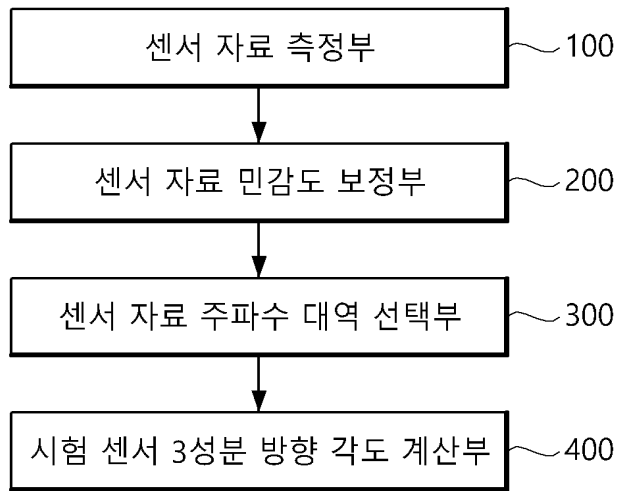 센서 자료 측정부 100
센서 자료 민감도 보정부 200
센서 자료 주파수 대역 선택부 300
시험 센서 3성분 방향 각도 계산부 400